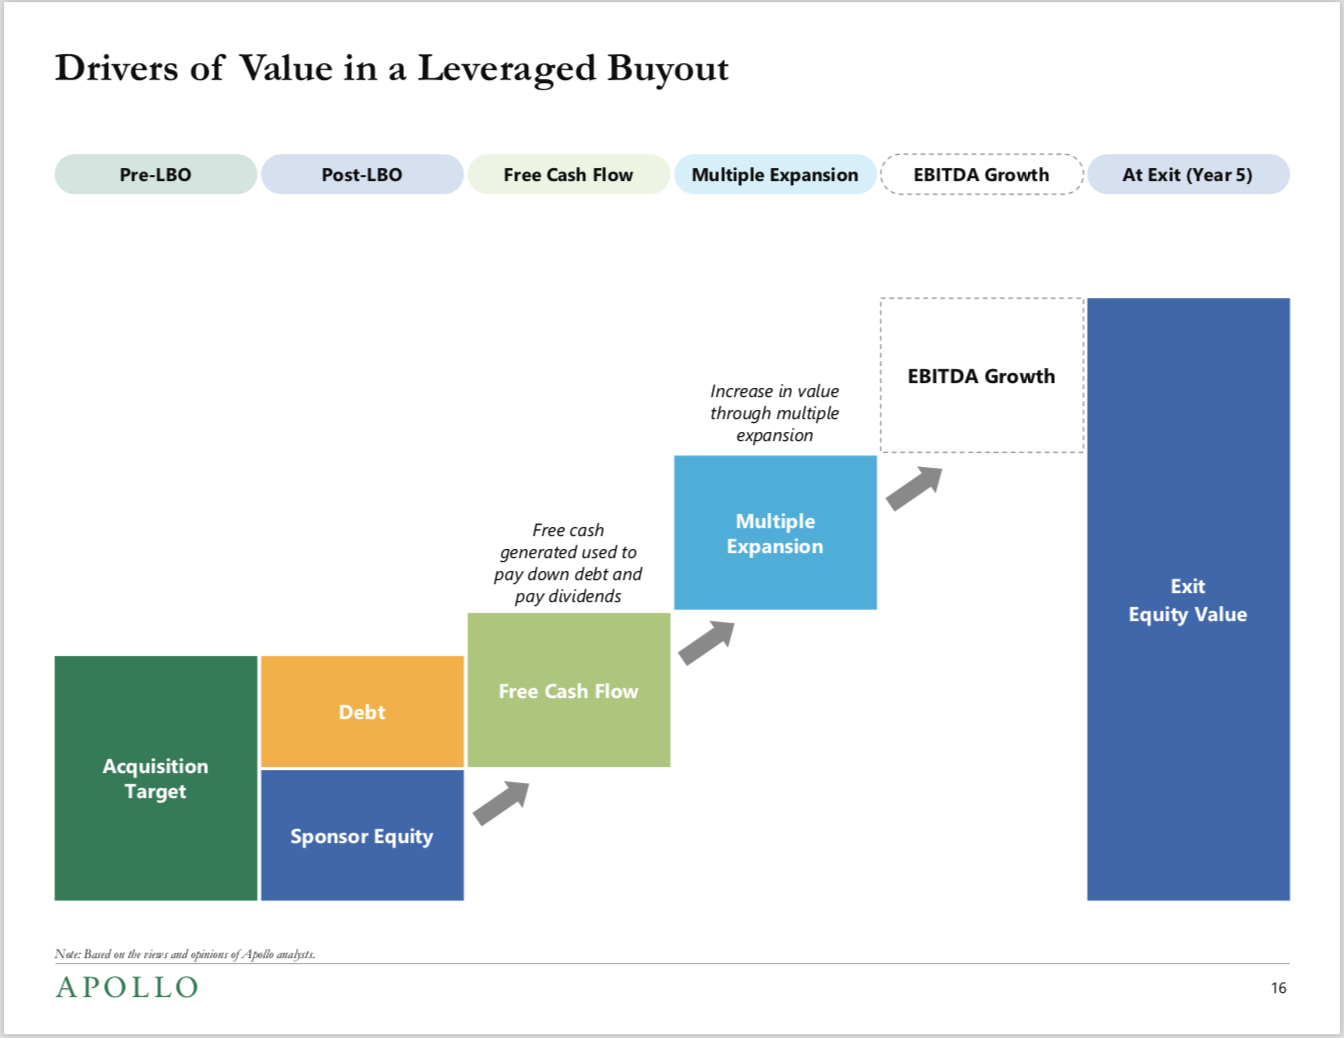 Drivers of Value in a Leveraged Buyout
Pre-LBO
Post-LBO
Free Cash Flow
Multiple Expansion
EBITDA Growth
At Exit (Year 5)
Acquisition
Target
Debt
Sponsor Equity
Free cash
generated used to
pay down debt and
pay dividends
Free Cash Flow
Increase in value
through multiple
expansion
Multiple
Expansion
EBITDA Growth
Exit
Equity Value
Note: Based on the views and opinions of Apollo analysts.
APOLLO
16